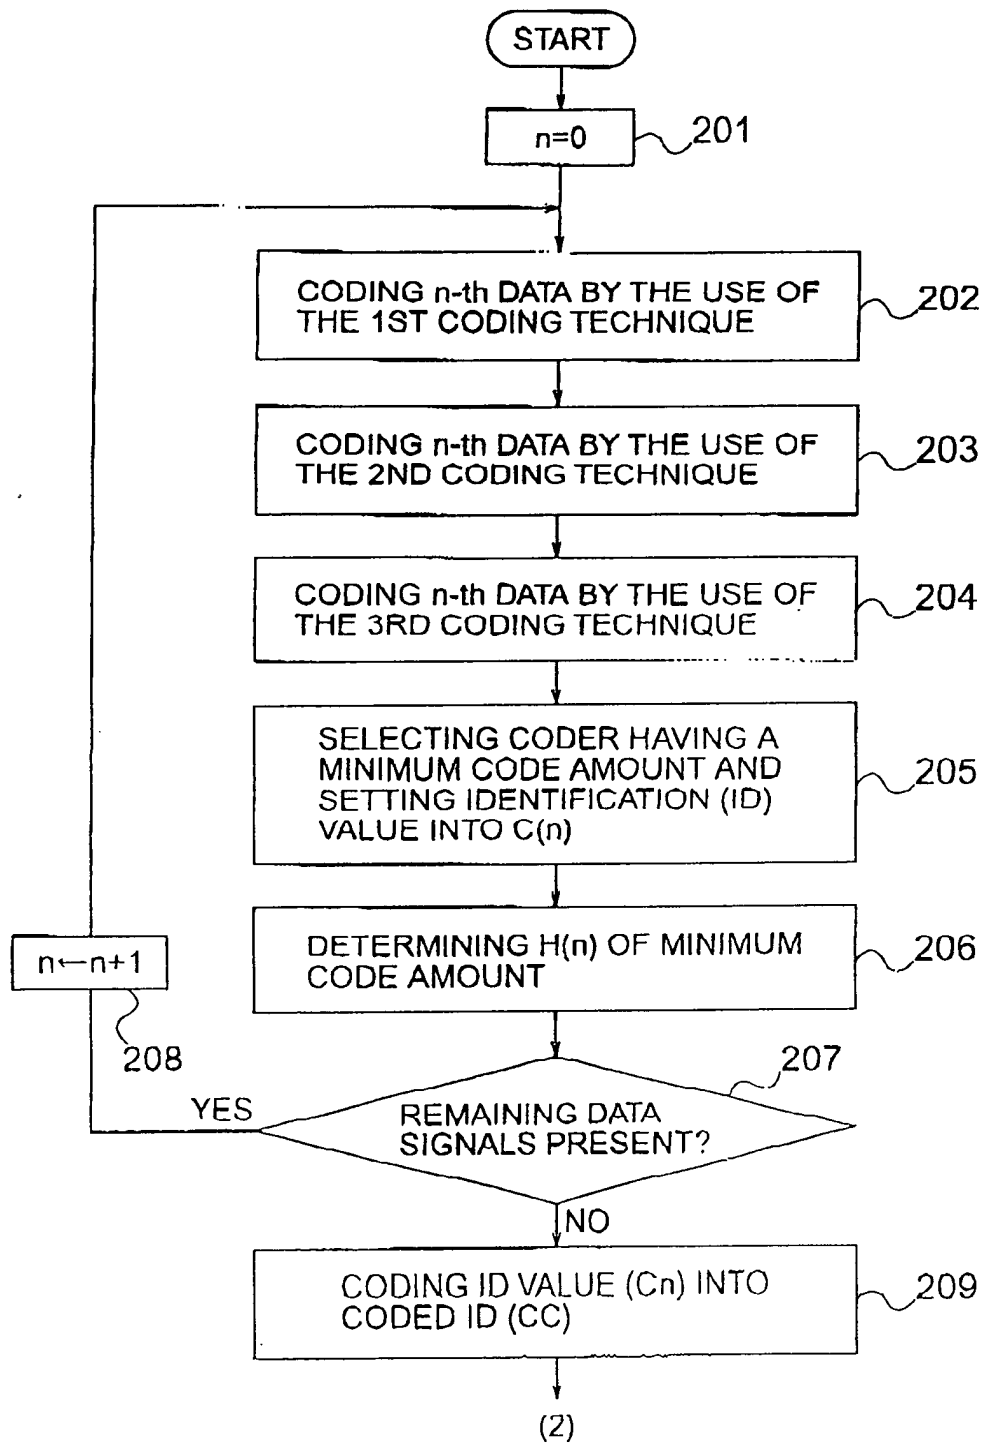 START
n=0
201
CODING n-th DATA BY THE USE OF
THE 1ST CODING TECHNIQUE
202
CODING n-th DATA BY THE USE OF
THE 2ND CODING TECHNIQUE
203
CODING n-th DATA BY THE USE OF
THE 3RD CODING TECHNIQUE
204
SELECTING CODER HAVING A
MINIMUM CODE AMOUNT AND
SETTING IDENTIFICATION (ID)
VALUE INTO C(n)
205
DETERMINING H(n) OF MINIMUM
CODE AMOUNT
206
n←n+1
208
207
YES
REMAINING DATA
SIGNALS PRESENT?
NO
CODING ID VALUE (Cn) INTO
CODED ID (CC)
209
(2)